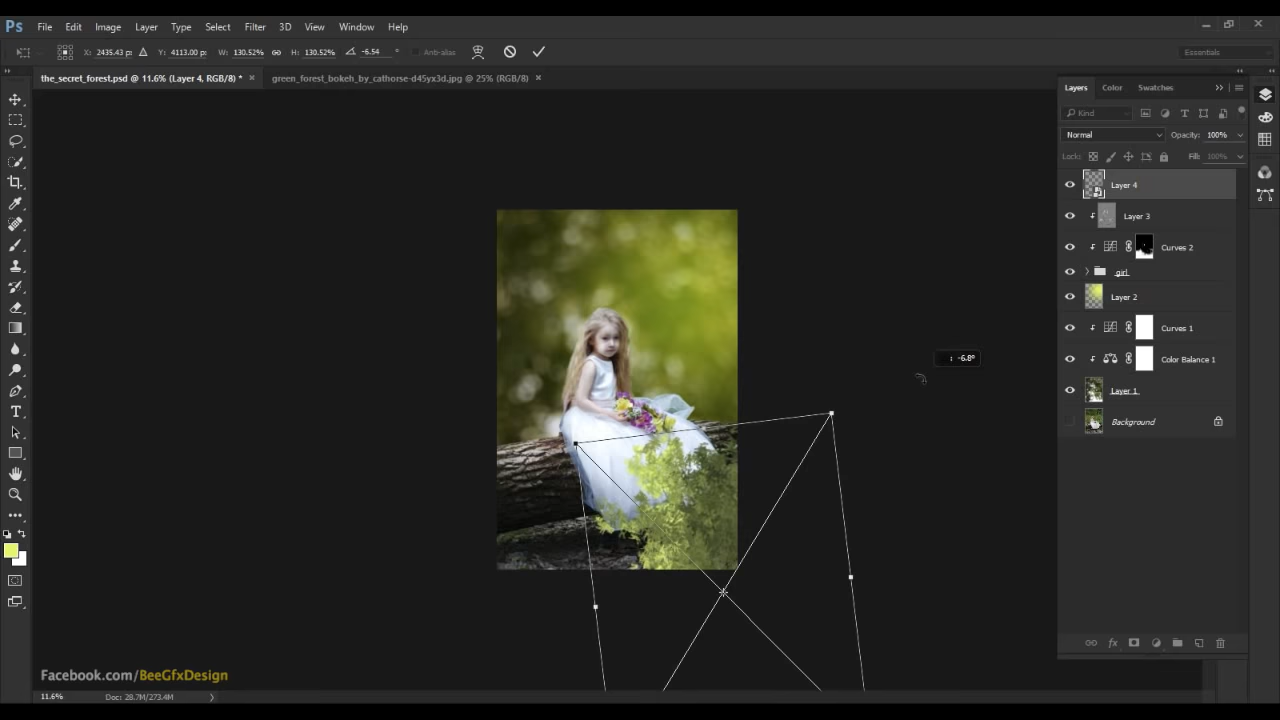 Ps File Edit Image Layer Type Select Filter 3D View Window Help
X: 2435.43 p: Y: 4113.00 p: W: 130.52% H: 130.52% -6.54 ° Anti-alias Essentials
the_secret_forest.psd @ 11.6% (Layer 4, RGB/8) * × green_forest_bokeh_by_cathorse-d45yx3d.jpg @ 25% (RGB/8) ×
Layers Color Swatches
Kind
Normal Opacity: 100%
Lock: Fill: 100%
Layer 4
Layer 3
Curves 2
girl
Layer 2
Curves 1
: -6.8°
Color Balance 1
Layer 1
Background
fx
Facebook.com/BeeGfxDesign
11.6% Doc: 28.7M/273.4M